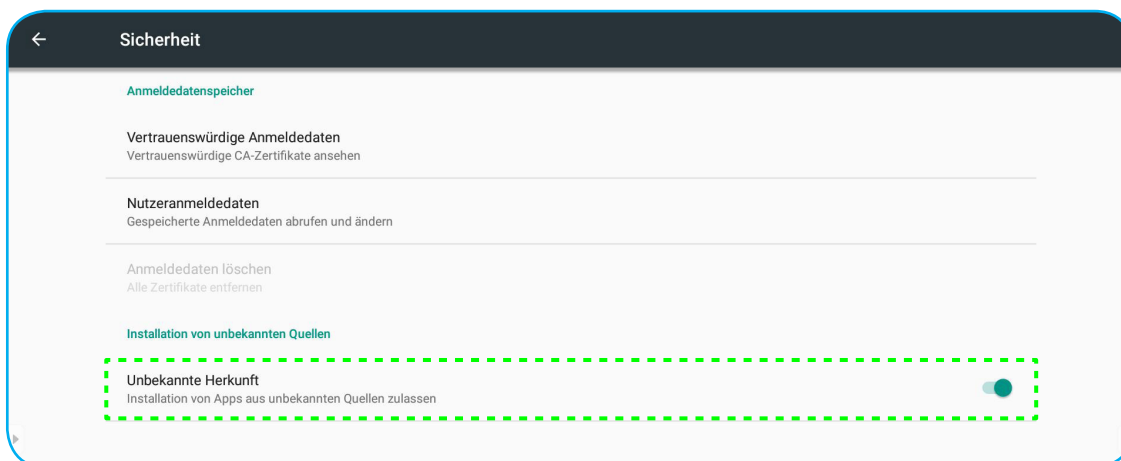 Sicherheit
Anmeldedatenspeicher
Vertrauenswürdige Anmeldedaten
Vertrauenswürdige CA-Zertifikate ansehen
Nutzeranmeldedaten
Gespeicherte Anmeldedaten abrufen und ändern
Anmeldedaten löschen
Alle Zertifikate entfernen
Installation von unbekannten Quellen
Unbekannte Herkunft
Installation von Apps aus unbekannten Quellen zulassen